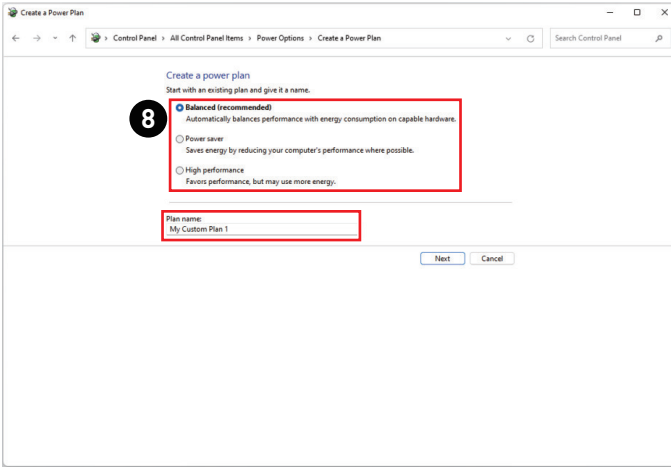 Create a Power Plan
Control Panel > All Control Panel Items > Power Options > Create a Power Plan
Search Control Panel
Create a power plan
Start with an existing plan and give it a name.
8
Balanced (recommended)
Automatically balances performance with energy consumption on capable hardware.
Power saver
Saves energy by reducing your computer's performance where possible.
High performance
Favors performance, but may use more energy.
Plan name:
My Custom Plan 1
Next
Cancel